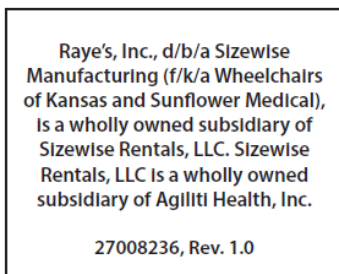 Raye's, Inc., d/b/a Sizewise
Manufacturing (f/k/a Wheelchairs
of Kansas and Sunflower Medical),
is a wholly owned subsidiary of
Sizewise Rentals, LLC. Sizewise
Rentals, LLC is a wholly owned
subsidiary of Agiliti Health, Inc.
27008236, Rev. 1.0